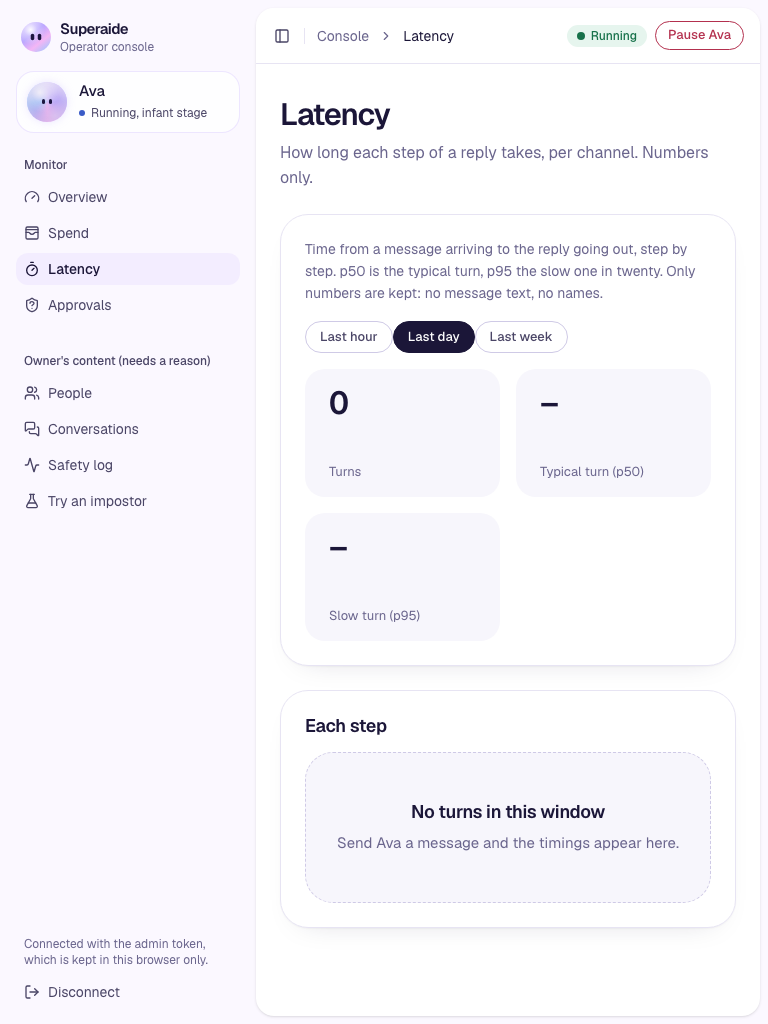 Superaide
Operator console
Ava
Running, infant stage
Monitor
Overview
Spend
Latency
Approvals
Owner's content (needs a reason)
People
Conversations
Safety log
Try an impostor
Connected with the admin token,
which is kept in this browser only.
Disconnect
Console
Latency
Running
Pause Ava
Latency
How long each step of a reply takes, per channel. Numbers
only.
Time from a message arriving to the reply going out, step by
step. p50 is the typical turn, p95 the slow one in twenty. Only
numbers are kept: no message text, no names.
Last hour
Last day
Last week
0
Turns
–
Typical turn (p50)
–
Slow turn (p95)
Each step
No turns in this window
Send Ava a message and the timings appear here.